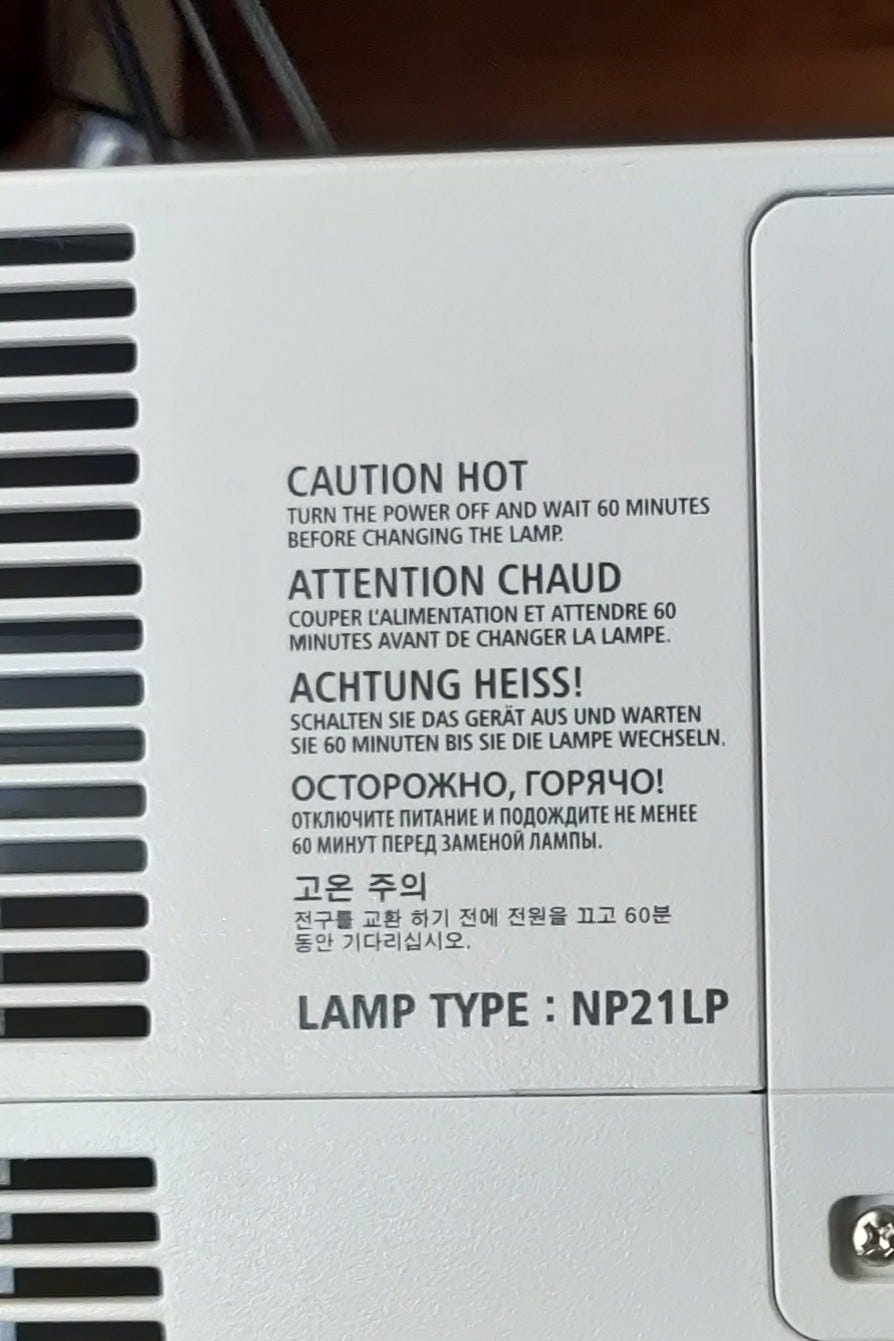 CAUTION HOT
TURN THE POWER OFF AND WAIT 60 MINUTES
BEFORE CHANGING THE LAMP.
ATTENTION CHAUD
COUPER L'ALIMENTATION ET ATTENDRE 60
MINUTES AVANT DE CHANGER LA LAMPE.
ACHTUNG HEISS!
SCHALTEN SIE DAS GERÄT AUS UND WARTEN
SIE 60 MINUTEN BIS SIE DIE LAMPE WECHSELN.
ОСТОРОЖНО, ГОРЯЧО!
ОТКЛЮЧИТЕ ПИТАНИЕ И ПОДОЖДИТЕ НЕ МЕНЕЕ
60 МИНУТ ПЕРЕД ЗАМЕНОЙ ЛАМПЫ.
고온 주의
전구를 교환 하기 전에 전원을 끄고 60분
동안 기다리십시오.
LAMP TYPE : NP21LP